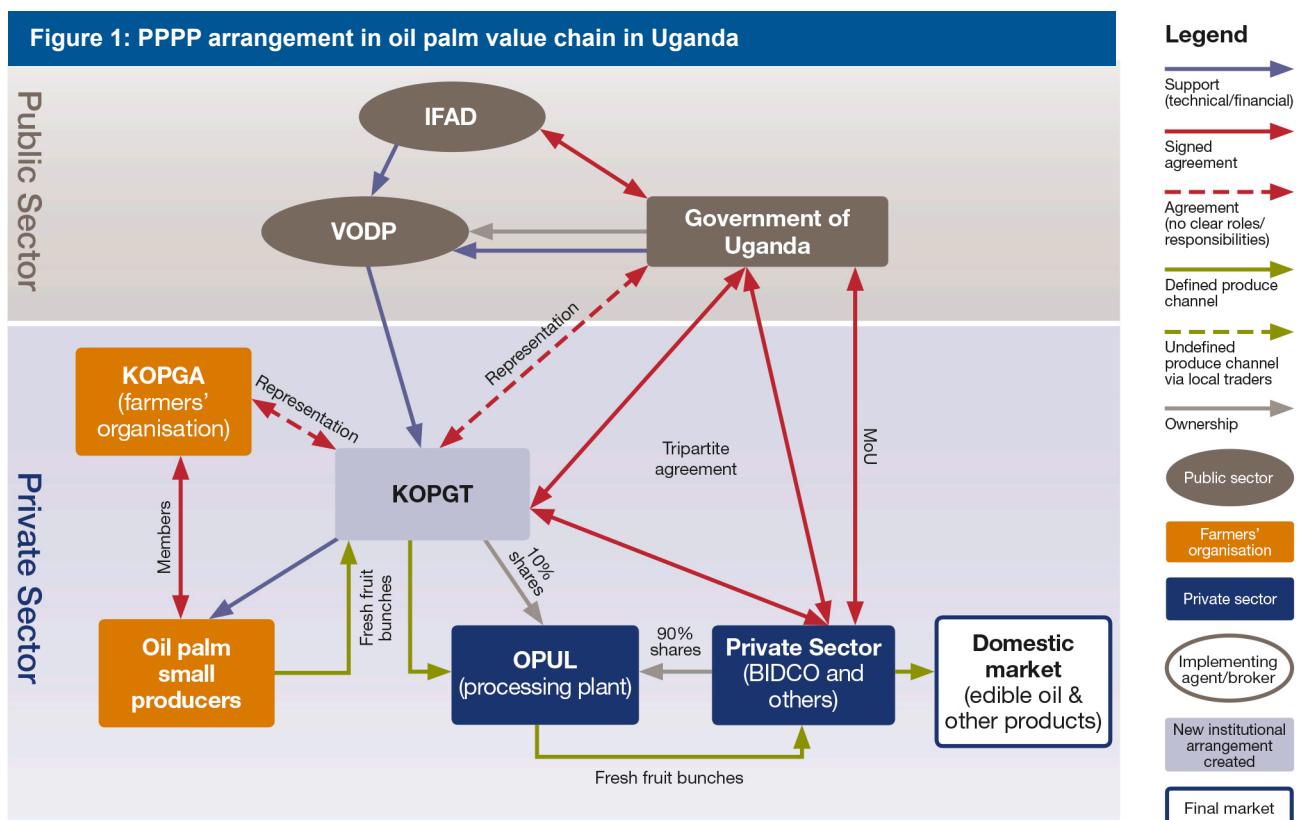 Figure 1: PPPP arrangement in oil palm value chain in Uganda
Public Sector
IFAD
VODP
Government of
Uganda
Representation
KOPGA
(farmers'
organisation)
Representation
KOPGT
Tripartite
agreement
MoU
Private Sector
Members
Fresh fruit
bunches
10%
shares
Oil palm
small
producers
OPUL
(processing plant)
90%
shares
Private Sector
(BIDCO and
others)
Domestic
market
(edible oil &
other products)
Fresh fruit bunches
Legend
Support
(technical/financial)
Signed
agreement
Agreement
(no clear roles/
responsibilities)
Defined produce
channel
Undefined
produce channel
via local traders
Ownership
Public sector
Farmers'
organisation
Private sector
Implementing
agent/broker
New institutional
arrangement
created
Final market